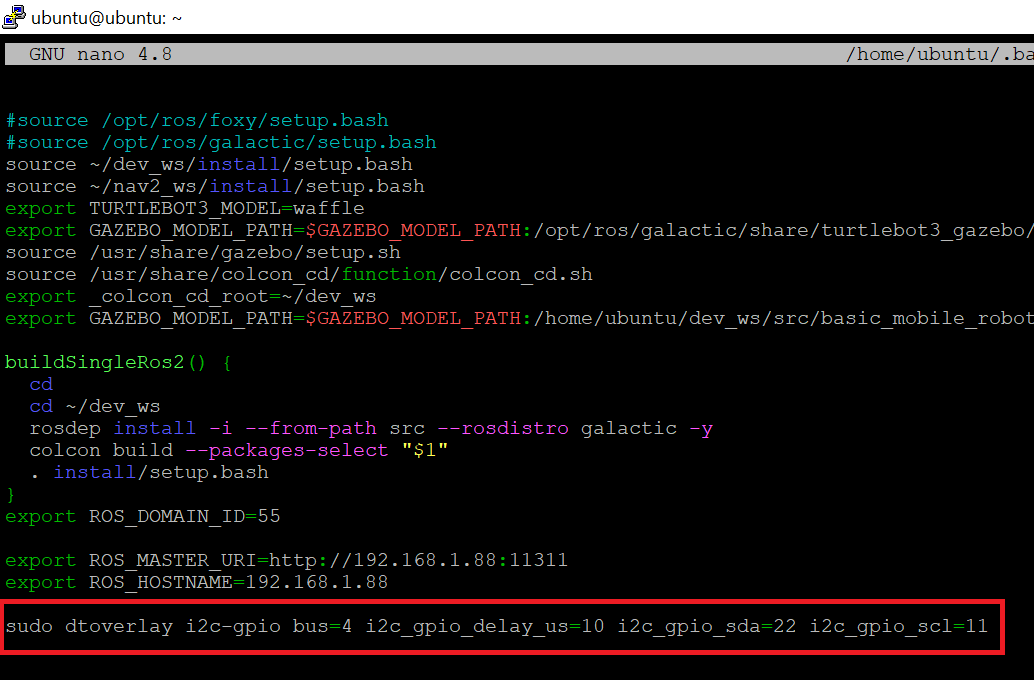 ubuntu@ubuntu: ~
GNU nano 4.8 /home/ubuntu/.ba
#source /opt/ros/foxy/setup.bash
#source /opt/ros/galactic/setup.bash
source ~/dev_ws/install/setup.bash
source ~/nav2_ws/install/setup.bash
export TURTLEBOT3_MODEL=waffle
export GAZEBO_MODEL_PATH=$GAZEBO_MODEL_PATH:/opt/ros/galactic/share/turtlebot3_gazebo/
source /usr/share/gazebo/setup.sh
source /usr/share/colcon_cd/function/colcon_cd.sh
export _colcon_cd_root=~/dev_ws
export GAZEBO_MODEL_PATH=$GAZEBO_MODEL_PATH:/home/ubuntu/dev_ws/src/basic_mobile_robot
buildSingleRos2() {
cd
cd ~/dev_ws
rosdep install -i --from-path src --rosdistro galactic -y
colcon build --packages-select "$1"
. install/setup.bash
}
export ROS_DOMAIN_ID=55
export ROS_MASTER_URI=http://192.168.1.88:11311
export ROS_HOSTNAME=192.168.1.88
sudo dtoverlay i2c-gpio bus=4 i2c_gpio_delay_us=10 i2c_gpio_sda=22 i2c_gpio_scl=11